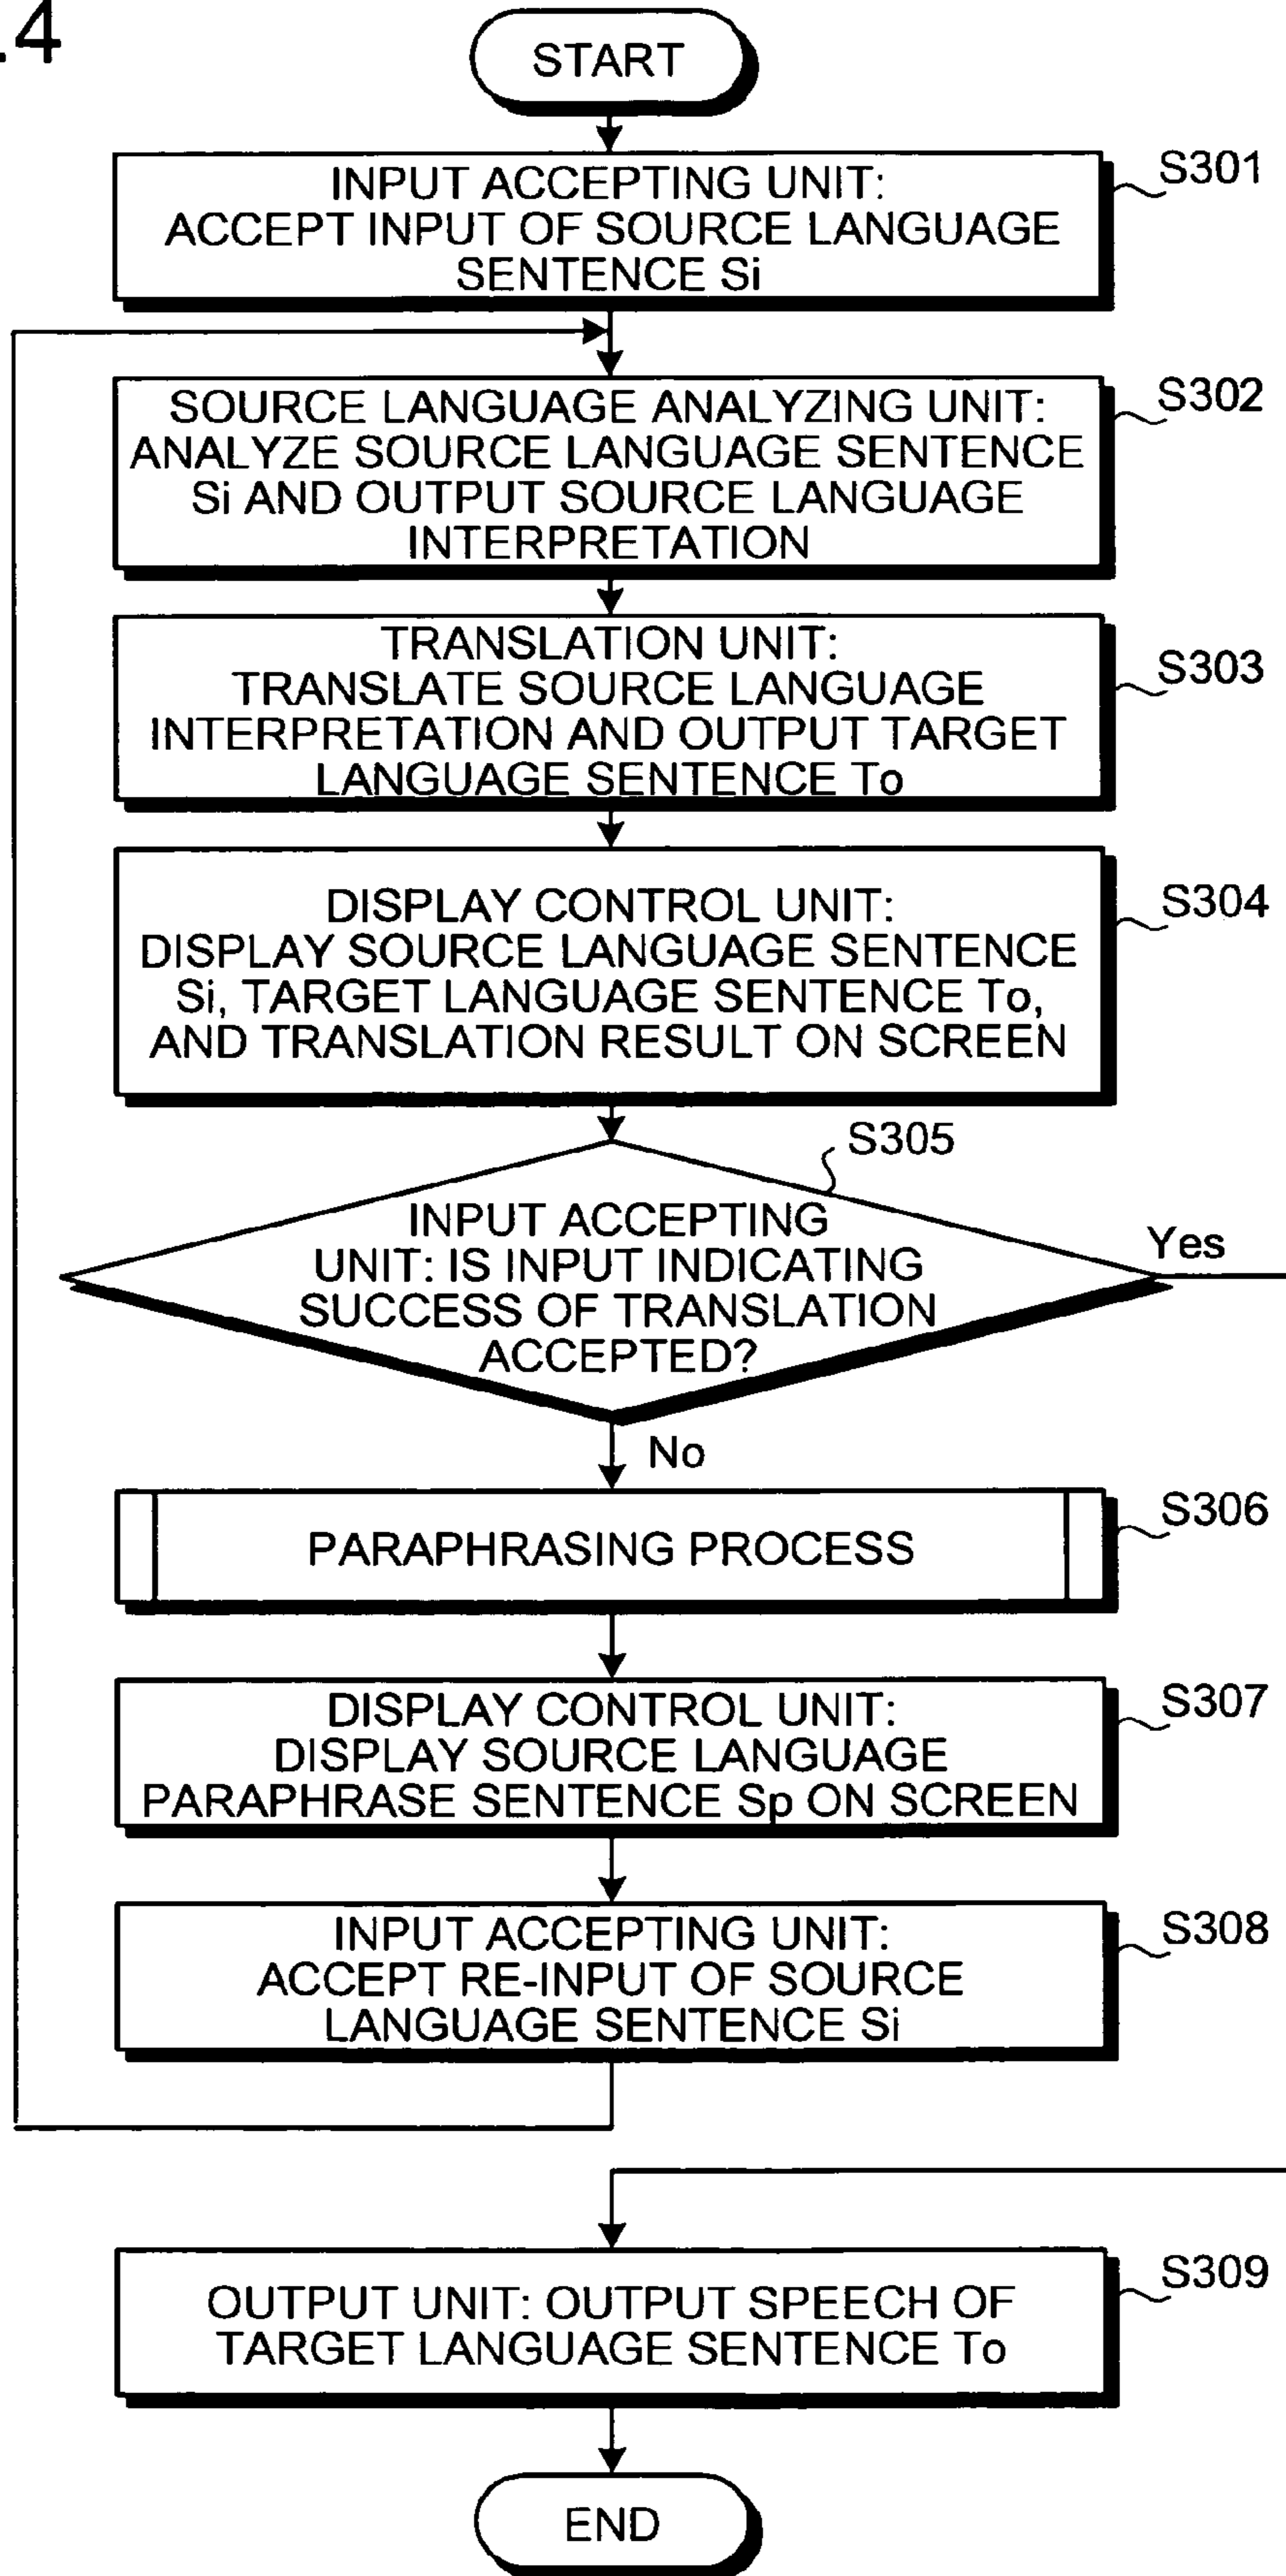 .4
START
INPUT ACCEPTING UNIT:
ACCEPT INPUT OF SOURCE LANGUAGE
SENTENCE Si
S301
SOURCE LANGUAGE ANALYZING UNIT:
ANALYZE SOURCE LANGUAGE SENTENCE
Si AND OUTPUT SOURCE LANGUAGE
INTERPRETATION
S302
TRANSLATION UNIT:
TRANSLATE SOURCE LANGUAGE
INTERPRETATION AND OUTPUT TARGET
LANGUAGE SENTENCE To
S303
DISPLAY CONTROL UNIT:
DISPLAY SOURCE LANGUAGE SENTENCE
Si, TARGET LANGUAGE SENTENCE To,
AND TRANSLATION RESULT ON SCREEN
S304
S305
INPUT ACCEPTING
UNIT: IS INPUT INDICATING
SUCCESS OF TRANSLATION
ACCEPTED?
Yes
No
PARAPHRASING PROCESS
S306
DISPLAY CONTROL UNIT:
DISPLAY SOURCE LANGUAGE
PARAPHRASE SENTENCE Sp ON SCREEN
S307
INPUT ACCEPTING UNIT:
ACCEPT RE-INPUT OF SOURCE
LANGUAGE SENTENCE Si
S308
OUTPUT UNIT: OUTPUT SPEECH OF
TARGET LANGUAGE SENTENCE To
S309
END